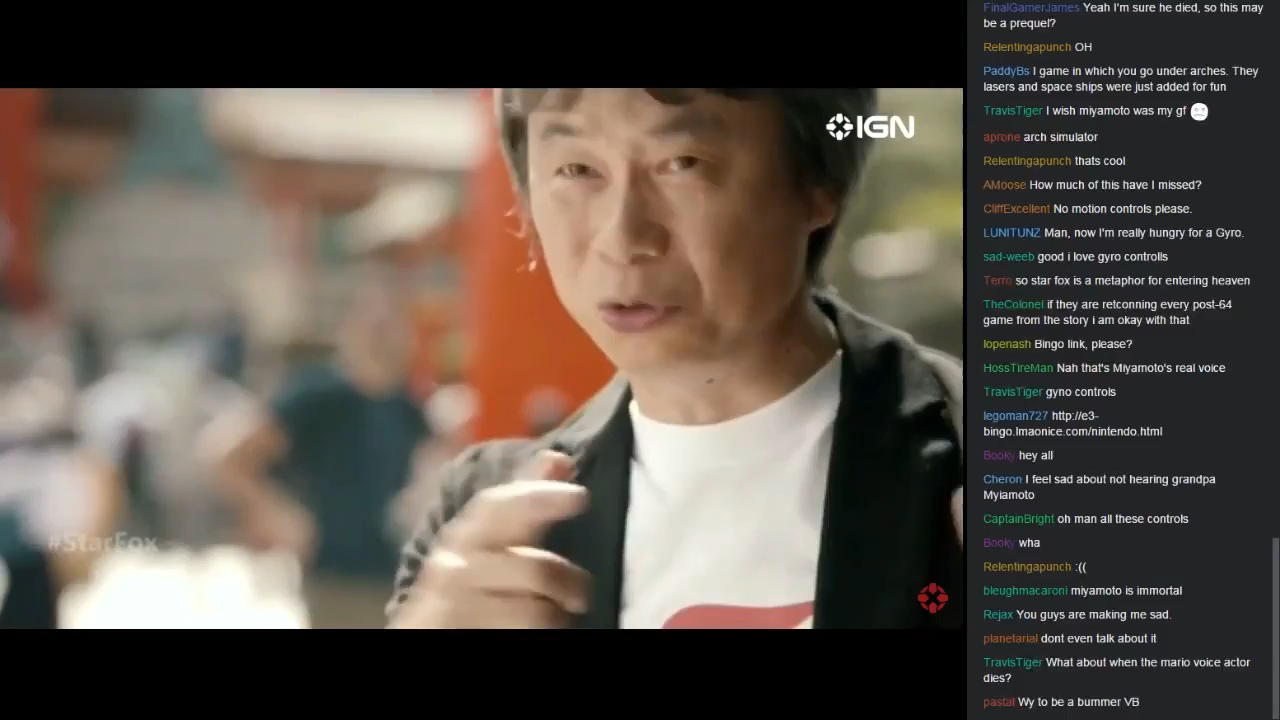 IGN
#StarFox
FinalGamerJames Yeah I'm sure he died, so this may
be a prequel?
Relentingapunch OH
PaddyBs I game in which you go under arches. They
lasers and space ships were just added for fun
TravisTiger I wish miyamoto was my gf
aprone arch simulator
Relentingapunch thats cool
AMoose How much of this have I missed?
CliffExcellent No motion controls please.
LUNITUNZ Man, now I'm really hungry for a Gyro.
sad-weeb good i love gyro controlls
Terro so star fox is a metaphor for entering heaven
TheColonel if they are retconning every post-64
game from the story i am okay with that
lopenash Bingo link, please?
HossTireMan Nah that's Miyamoto's real voice
TravisTiger gyno controls
legoman727 http://e3-
bingo.lmaonice.com/nintendo.html
Booky hey all
Cheron I feel sad about not hearing grandpa
Myiamoto
CaptainBright oh man all these controls
Booky wha
Relentingapunch :((
bleughmacaroni miyamoto is immortal
Rejax You guys are making me sad.
planetarial dont even talk about it
TravisTiger What about when the mario voice actor
dies?
pastal Wy to be a bummer VB